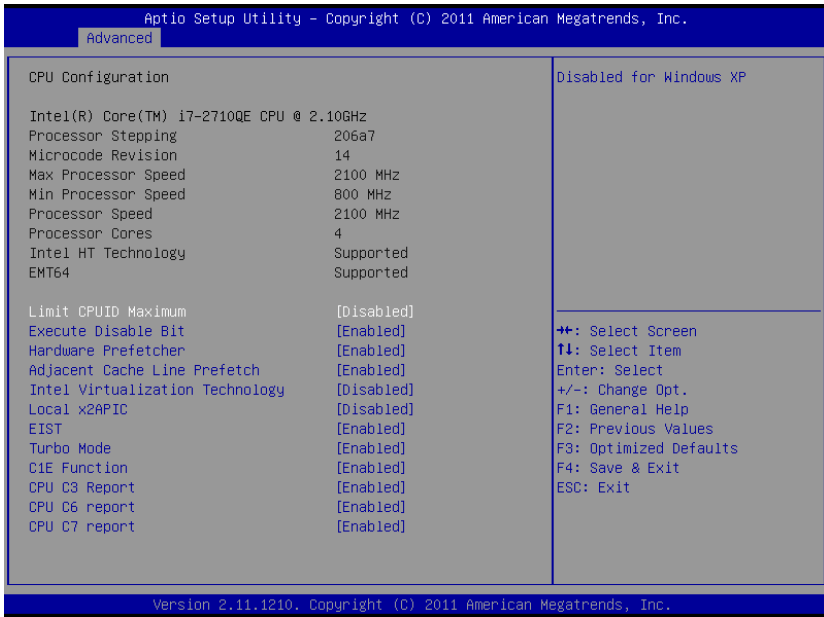 Aptio Setup Utility – Copyright (C) 2011 American Megatrends, Inc.
Advanced
CPU Configuration
Intel(R) Core(TM) i7-2710QE CPU @ 2.10GHz
Processor Stepping 206a7
Microcode Revision 14
Max Processor Speed 2100 MHz
Min Processor Speed 800 MHz
Processor Speed 2100 MHz
Processor Cores 4
Intel HT Technology Supported
EMT64 Supported
Limit CPUID Maximum [Disabled]
Execute Disable Bit [Enabled]
Hardware Prefetcher [Enabled]
Adjacent Cache Line Prefetch [Enabled]
Intel Virtualization Technology [Disabled]
Local x2APIC [Disabled]
EIST [Enabled]
Turbo Mode [Enabled]
C1E Function [Enabled]
CPU C3 Report [Enabled]
CPU C6 report [Enabled]
CPU C7 report [Enabled]
Disabled for Windows XP
→←: Select Screen
↑↓: Select Item
Enter: Select
+/-: Change Opt.
F1: General Help
F2: Previous Values
F3: Optimized Defaults
F4: Save & Exit
ESC: Exit
Version 2.11.1210. Copyright (C) 2011 American Megatrends, Inc.